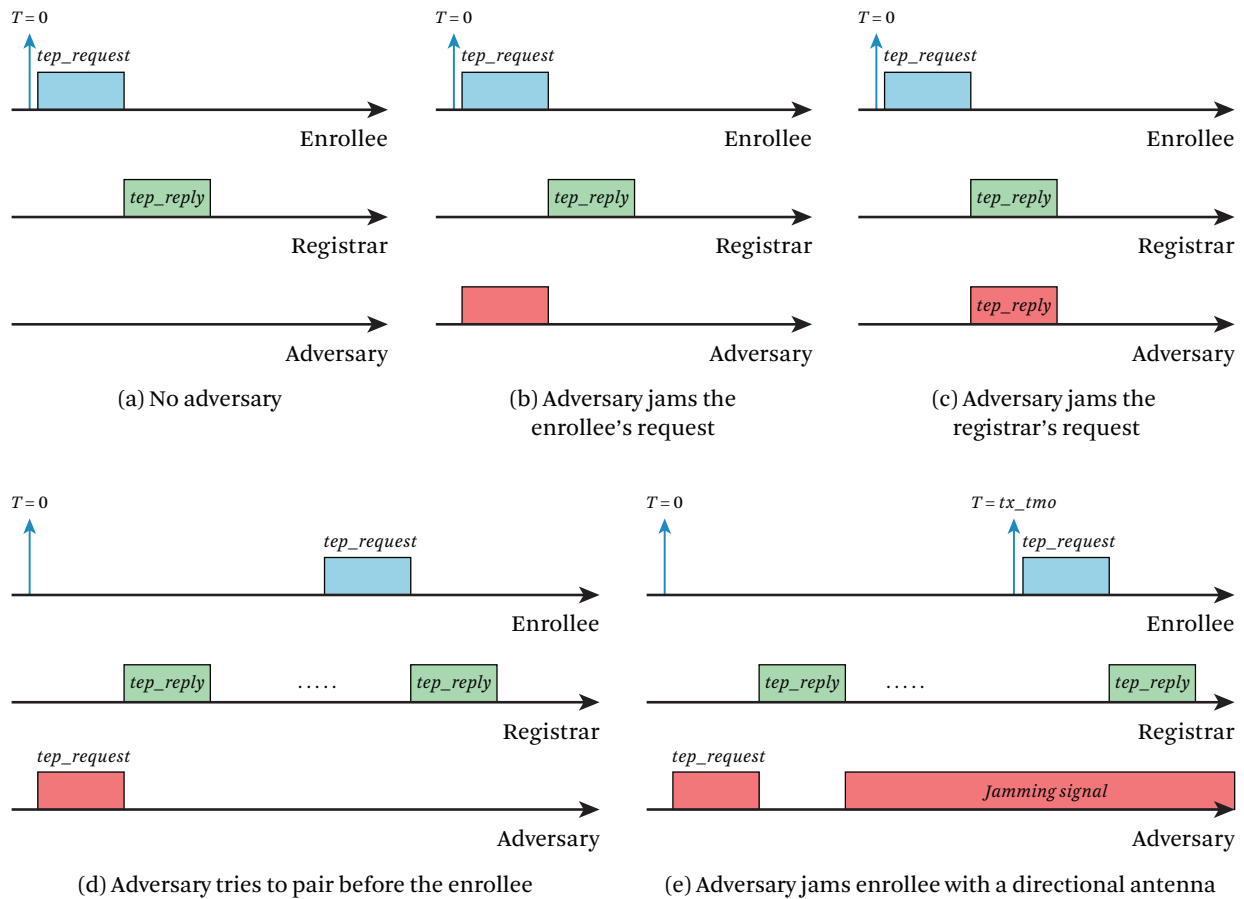 T = 0
tep_request
Enrollee
tep_reply
Registrar
Adversary
(a) No adversary
T = 0
tep_request
Enrollee
tep_reply
Registrar
Adversary
(b) Adversary jams the
enrollee's request
T = 0
tep_request
Enrollee
tep_reply
Registrar
tep_reply
Adversary
(c) Adversary jams the
registrar's request
T = 0
tep_request
Enrollee
tep_reply ..... tep_reply
Registrar
tep_request
Adversary
(d) Adversary tries to pair before the enrollee
T = 0
T = tx_tmo
tep_request
Enrollee
tep_reply ..... tep_reply
Registrar
tep_request
Jamming signal
Adversary
(e) Adversary jams enrollee with a directional antenna